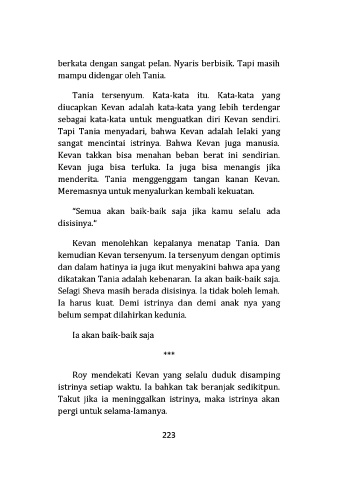 berkata dengan sangat pelan. Nyaris berbisik. Tapi masih
mampu didengar oleh Tania.
Tania tersenyum. Kata-kata itu. Kata-kata yang
diucapkan Kevan adalah kata-kata yang lebih terdengar
sebagai kata-kata untuk menguatkan diri Kevan sendiri.
Tapi Tania menyadari, bahwa Kevan adalah lelaki yang
sangat mencintai istrinya. Bahwa Kevan juga manusia.
Kevan takkan bisa menahan beban berat ini sendirian.
Kevan juga bisa terluka. Ia juga bisa menangis jika
menderita. Tania menggenggam tangan kanan Kevan.
Meremasnya untuk menyalurkan kembali kekuatan.
"Semua akan baik-baik saja jika kamu selalu ada
disisinya."
Kevan menolehkan kepalanya menatap Tania. Dan
kemudian Kevan tersenyum. Ia tersenyum dengan optimis
dan dalam hatinya ia juga ikut menyakini bahwa apa yang
dikatakan Tania adalah kebenaran. Ia akan baik-baik saja.
Selagi Sheva masih berada disisinya. Ia tidak boleh lemah.
Ia harus kuat. Demi istrinya dan demi anak nya yang
belum sempat dilahirkan kedunia.
Ia akan baik-baik saja
***
Roy mendekati Kevan yang selalu duduk disamping
istrinya setiap waktu. Ia bahkan tak beranjak sedikitpun.
Takut jika ia meninggalkan istrinya, maka istrinya akan
pergi untuk selama-lamanya.
223